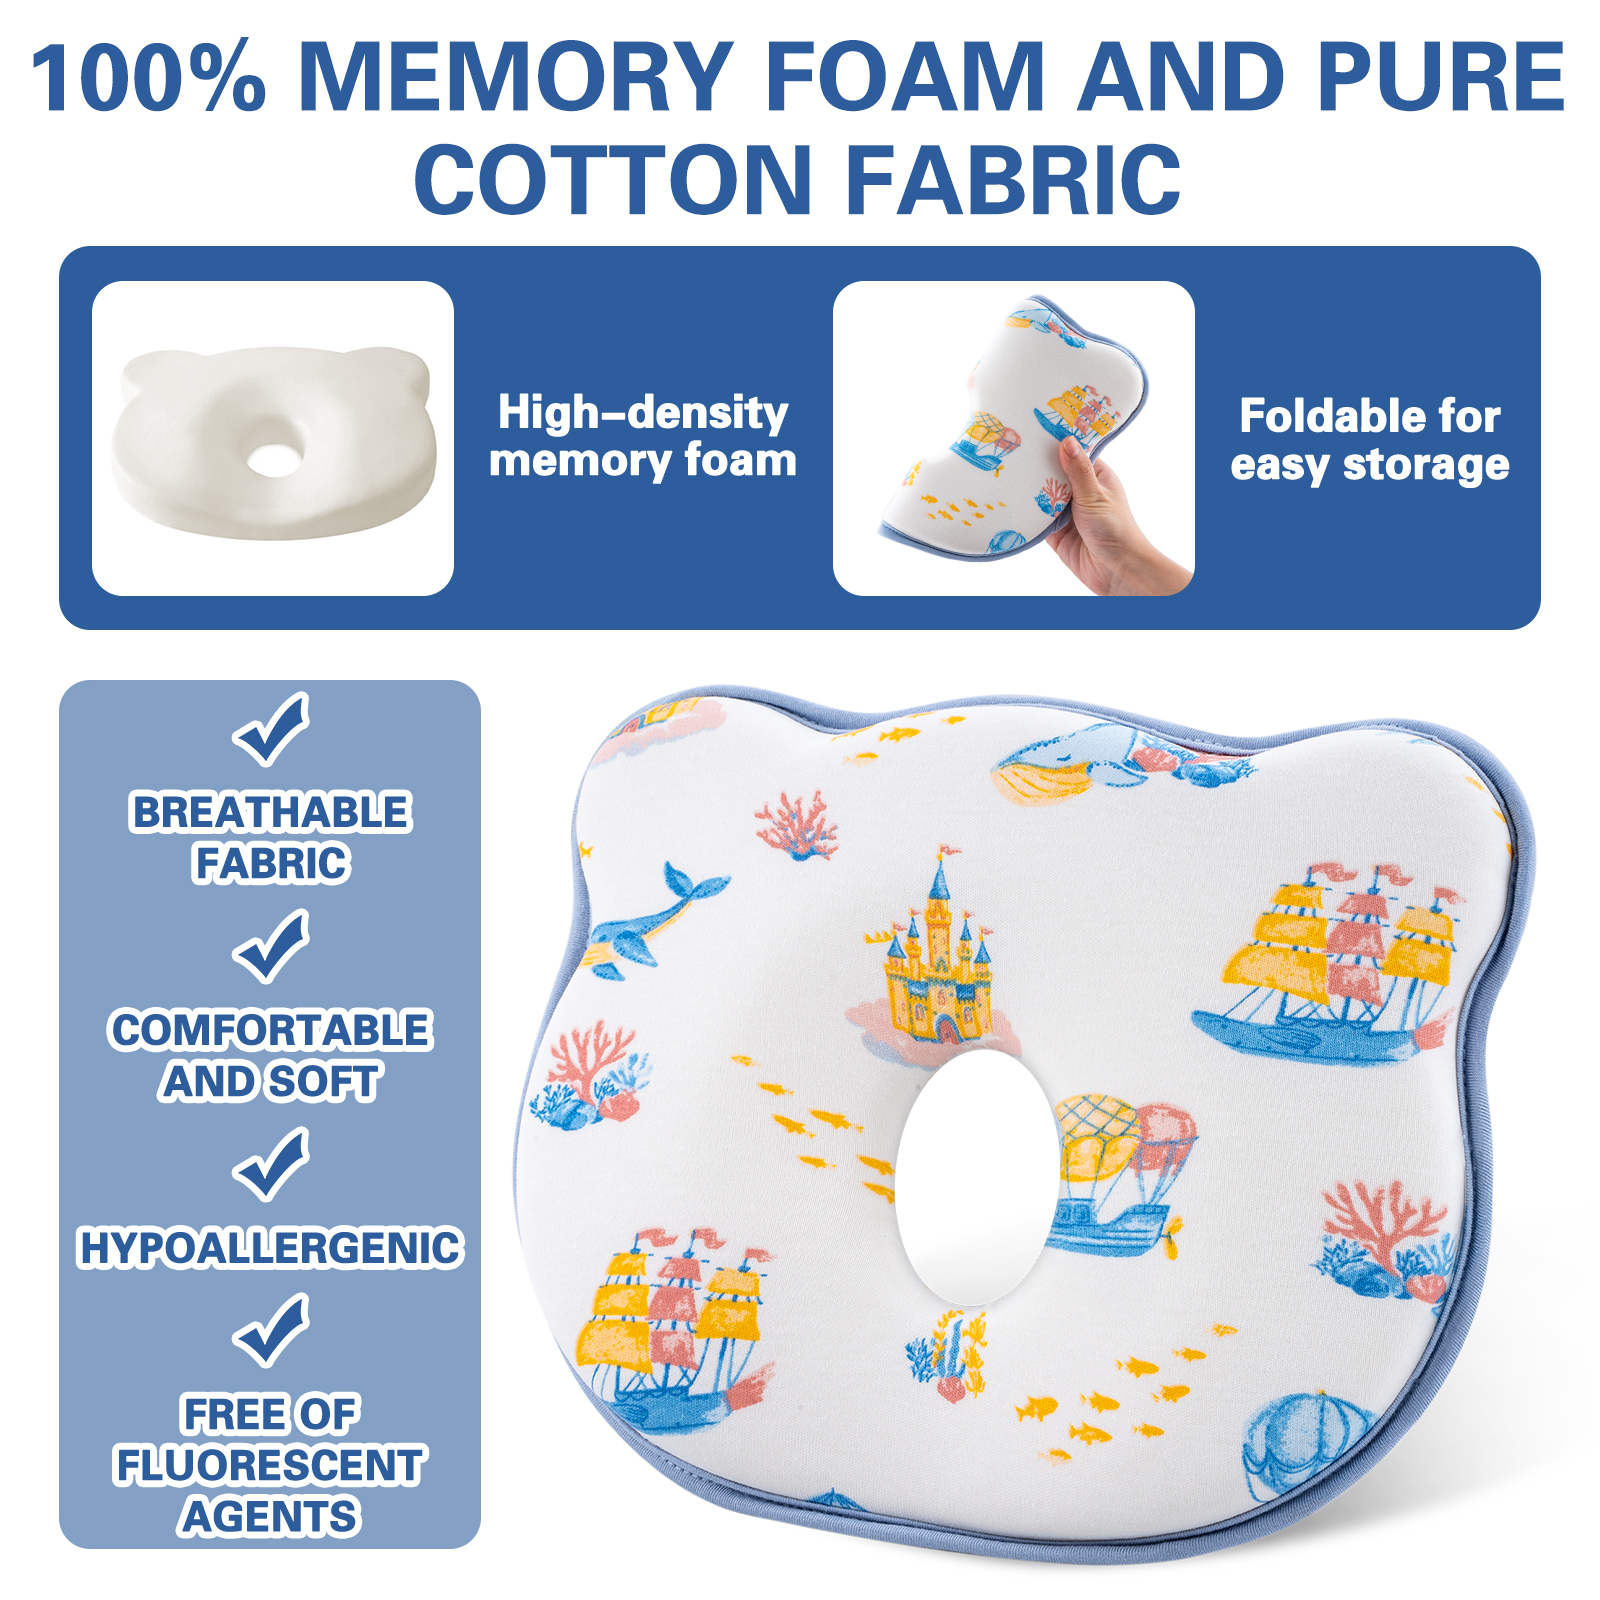 100% MEMORY FOAM AND PURE
COTTON FABRIC
High-density
memory foam
Foldable for
easy storage
BREATHABLE
FABRIC
COMFORTABLE
AND SOFT
HYPOALLERGENIC
FREE OF
FLUORESCENT
AGENTS